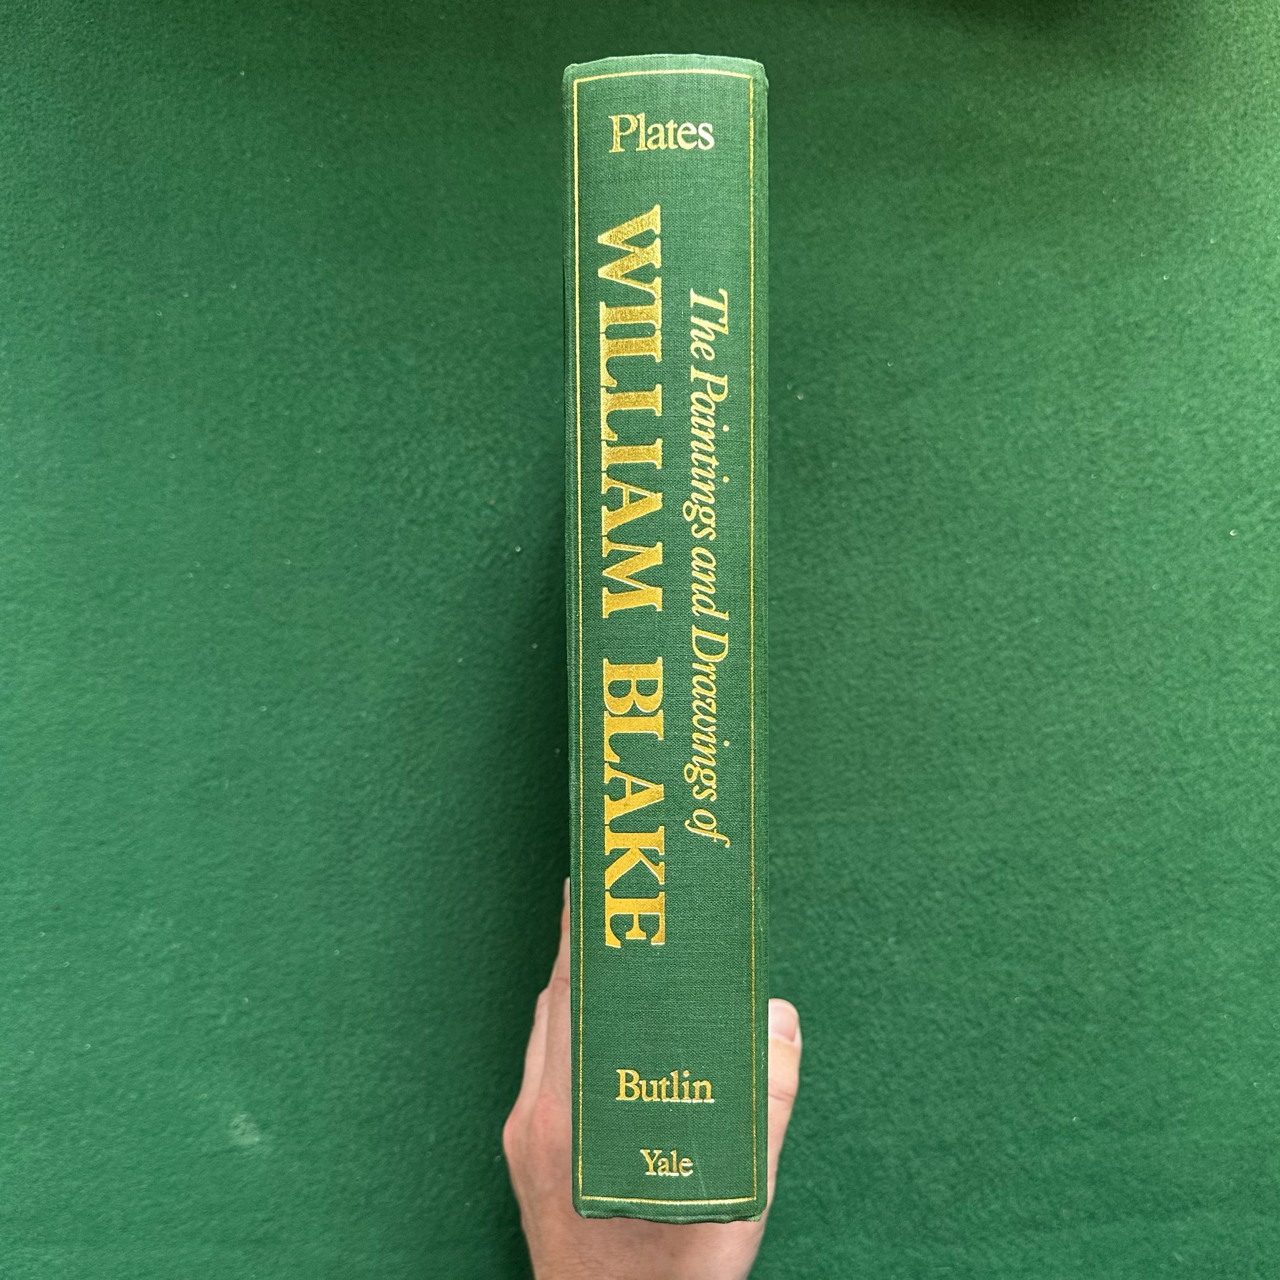 Plates
The Paintings and Drawings of
WILLIAM BLAKE
Butlin
Yale